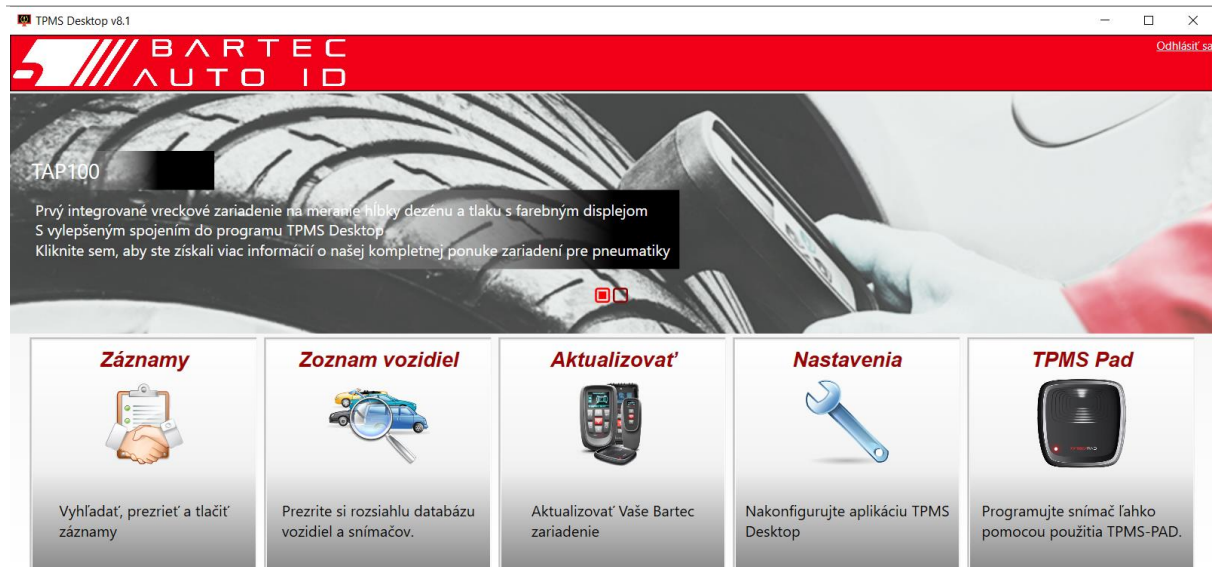 TPMS Desktop v8.1
BARTEC
AUTO ID
Odhlásiť sa
TAP100
Prvý integrované vreckové zariadenie na meranie hĺbky dezénu a tlaku s farebným displejom
S vylepšeným spojením do programu TPMS Desktop
Kliknite sem, aby ste získali viac informácií o našej kompletnej ponuke zariadení pre pneumatiky
Záznamy
Vyhľadať, prezrieť a tlačiť
záznamy
Zoznam vozidiel
Prezrite si rozsiahlu databázu
vozidiel a snímačov.
Aktualizovať
Aktualizovať Vaše Bartec
zariadenie
Nastavenia
Nakonfigurujte aplikáciu TPMS
Desktop
TPMS Pad
Programujte snímač ľahko
pomocou použitia TPMS-PAD.